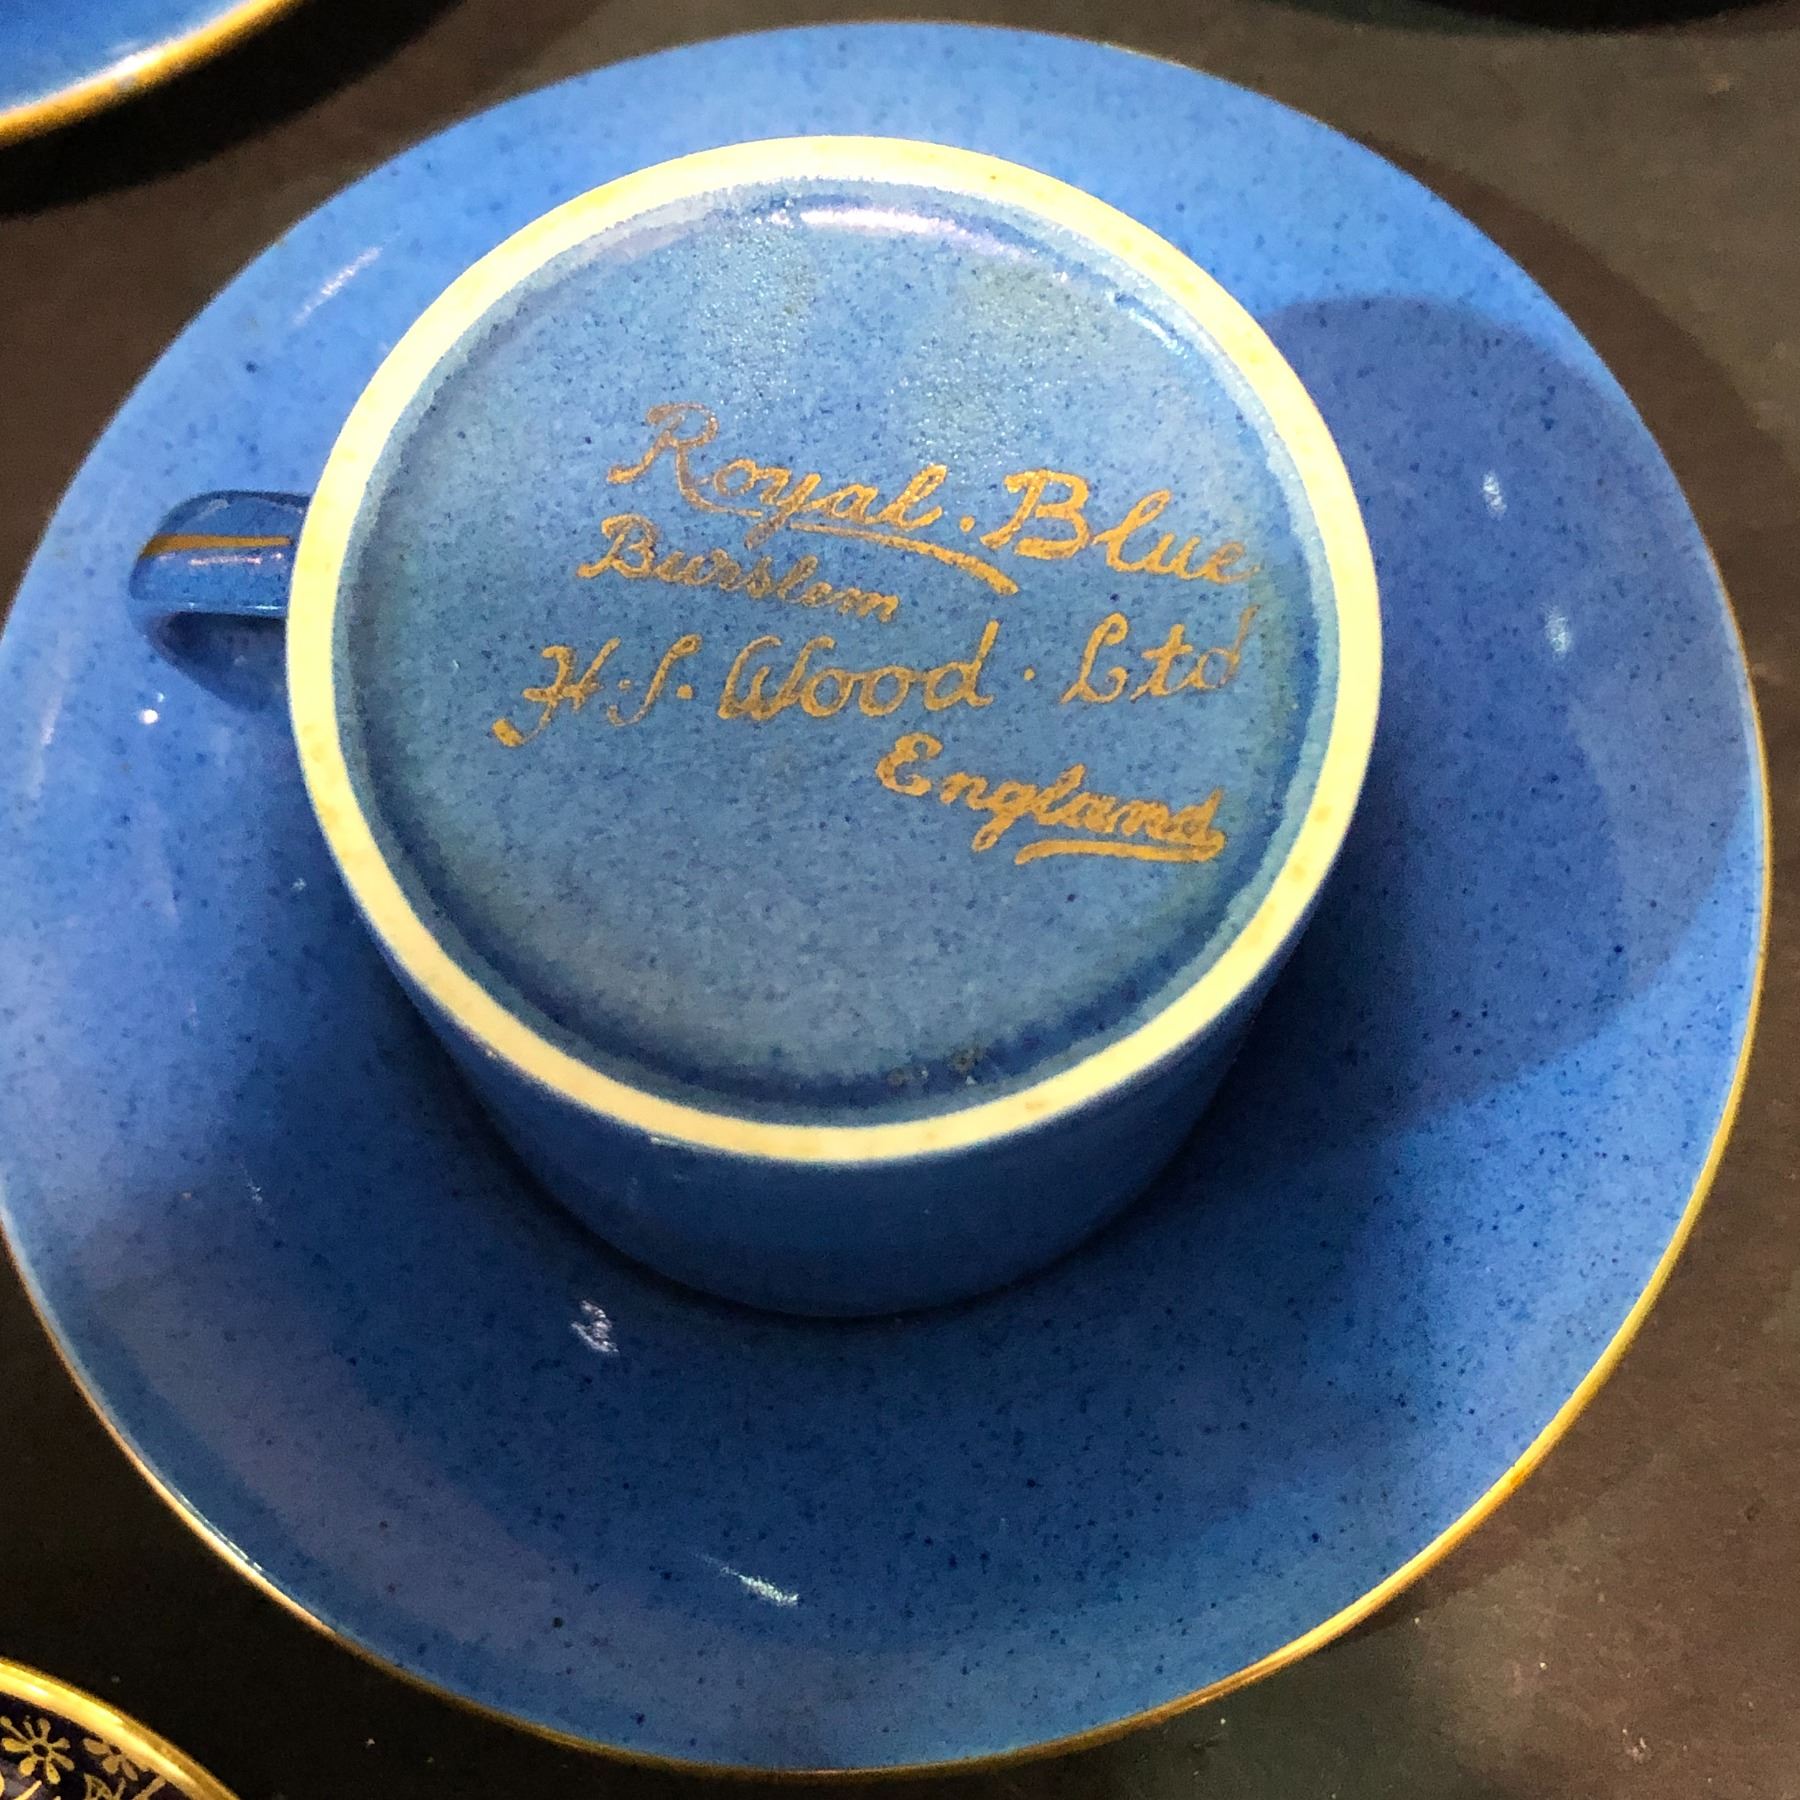 Royal. Blue
Burslem
H. J. Wood. Ltd
England